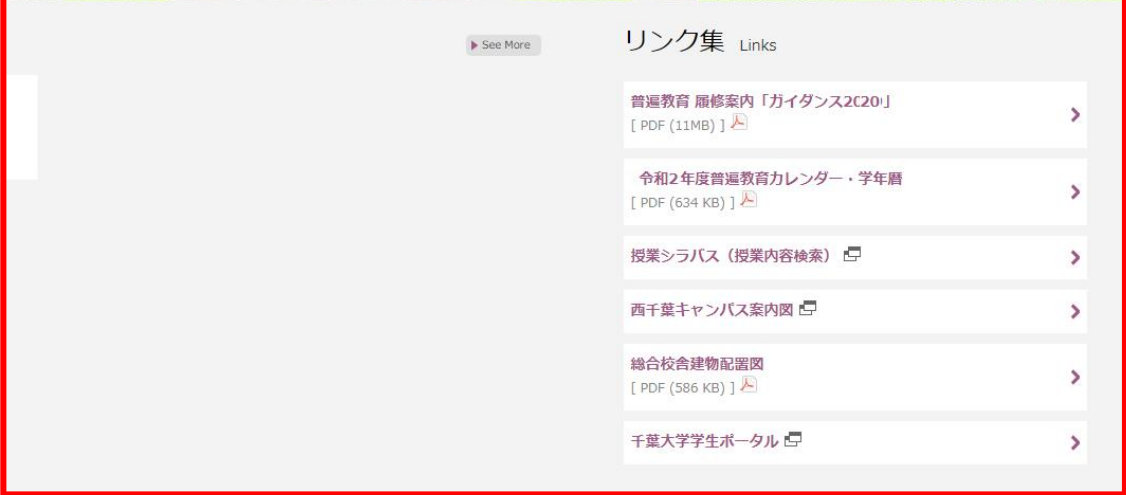 See More
リンク集 Links
普遍教育 履修案内「ガイダンス2020」
[ PDF (11MB) ]
令和2年度普遍教育カレンダー・学年暦
[ PDF (634 KB) ]
授業シラバス（授業内容検索）
西千葉キャンパス案内図
総合校舎建物配置図
[ PDF (586 KB) ]
千葉大学学生ポータル